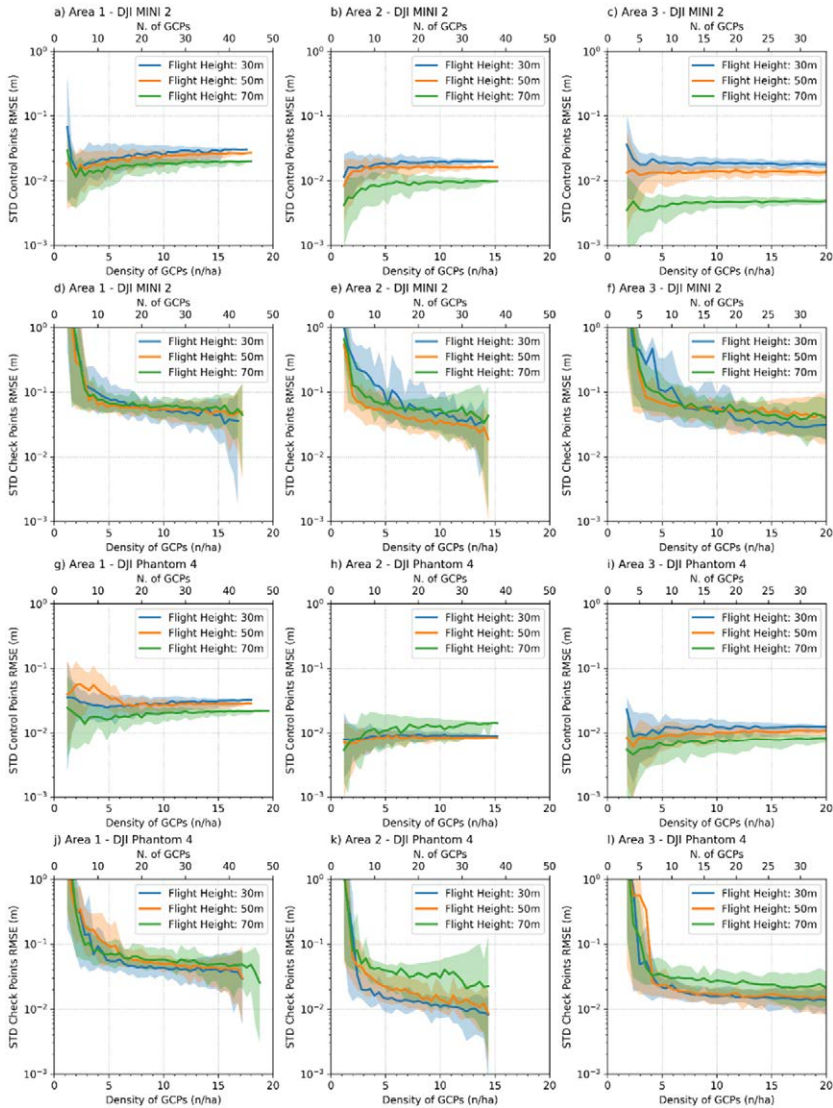 a) Area 1 - DJI MINI 2
N. of GCPs
0 10 20 30 40 50
STD Control Points RMSE (m)
10⁰
10⁻¹
10⁻²
10⁻³
Flight Height: 30m
Flight Height: 50m
Flight Height: 70m
0 5 10 15 20
Density of GCPs (n/ha)
b) Area 2 - DJI MINI 2
N. of GCPs
0 10 20 30 40 50
STD Control Points RMSE (m)
10⁰
10⁻¹
10⁻²
10⁻³
Flight Height: 30m
Flight Height: 50m
Flight Height: 70m
0 5 10 15 20
Density of GCPs (n/ha)
c) Area 3 - DJI MINI 2
N. of GCPs
0 5 10 15 20 25 30
STD Control Points RMSE (m)
10⁰
10⁻¹
10⁻²
10⁻³
Flight Height: 30m
Flight Height: 50m
Flight Height: 70m
0 5 10 15 20
Density of GCPs (n/ha)
d) Area 1 - DJI MINI 2
N. of GCPs
0 10 20 30 40 50
STD Check Points RMSE (m)
10⁰
10⁻¹
10⁻²
10⁻³
Flight Height: 30m
Flight Height: 50m
Flight Height: 70m
0 5 10 15 20
Density of GCPs (n/ha)
e) Area 2 - DJI MINI 2
N. of GCPs
0 10 20 30 40 50
STD Check Points RMSE (m)
10⁰
10⁻¹
10⁻²
10⁻³
Flight Height: 30m
Flight Height: 50m
Flight Height: 70m
0 5 10 15 20
Density of GCPs (n/ha)
f) Area 3 - DJI MINI 2
N. of GCPs
0 5 10 15 20 25 30
STD Check Points RMSE (m)
10⁰
10⁻¹
10⁻²
10⁻³
Flight Height: 30m
Flight Height: 50m
Flight Height: 70m
0 5 10 15 20
Density of GCPs (n/ha)
g) Area 1 - DJI Phantom 4
N. of GCPs
0 10 20 30 40 50
STD Control Points RMSE (m)
10⁰
10⁻¹
10⁻²
10⁻³
Flight Height: 30m
Flight Height: 50m
Flight Height: 70m
0 5 10 15 20
Density of GCPs (n/ha)
h) Area 2 - DJI Phantom 4
N. of GCPs
0 10 20 30 40 50
STD Control Points RMSE (m)
10⁰
10⁻¹
10⁻²
10⁻³
Flight Height: 30m
Flight Height: 50m
Flight Height: 70m
0 5 10 15 20
Density of GCPs (n/ha)
i) Area 3 - DJI Phantom 4
N. of GCPs
0 5 10 15 20 25 30
STD Control Points RMSE (m)
10⁰
10⁻¹
10⁻²
10⁻³
Flight Height: 30m
Flight Height: 50m
Flight Height: 70m
0 5 10 15 20
Density of GCPs (n/ha)
j) Area 1 - DJI Phantom 4
N. of GCPs
0 10 20 30 40 50
STD Check Points RMSE (m)
10⁰
10⁻¹
10⁻²
10⁻³
Flight Height: 30m
Flight Height: 50m
Flight Height: 70m
0 5 10 15 20
Density of GCPs (n/ha)
k) Area 2 - DJI Phantom 4
N. of GCPs
0 10 20 30 40 50
STD Check Points RMSE (m)
10⁰
10⁻¹
10⁻²
10⁻³
Flight Height: 30m
Flight Height: 50m
Flight Height: 70m
0 5 10 15 20
Density of GCPs (n/ha)
l) Area 3 - DJI Phantom 4
N. of GCPs
0 5 10 15 20 25 30
STD Check Points RMSE (m)
10⁰
10⁻¹
10⁻²
10⁻³
Flight Height: 30m
Flight Height: 50m
Flight Height: 70m
0 5 10 15 20
Density of GCPs (n/ha)